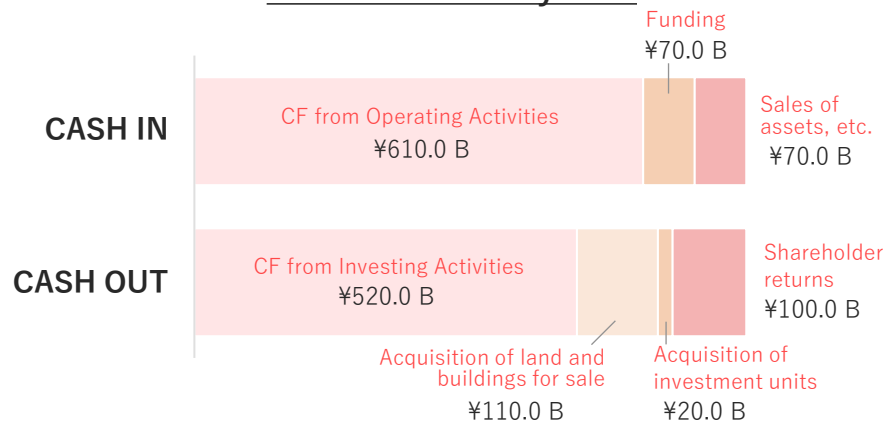 Funding
¥70.0 B
CASH IN
CF from Operating Activities
¥610.0 B
Sales of
assets, etc.
¥70.0 B
CASH OUT
CF from Investing Activities
¥520.0 B
Shareholder
returns
¥100.0 B
Acquisition of land and
buildings for sale
¥110.0 B
Acquisition of
investment units
¥20.0 B